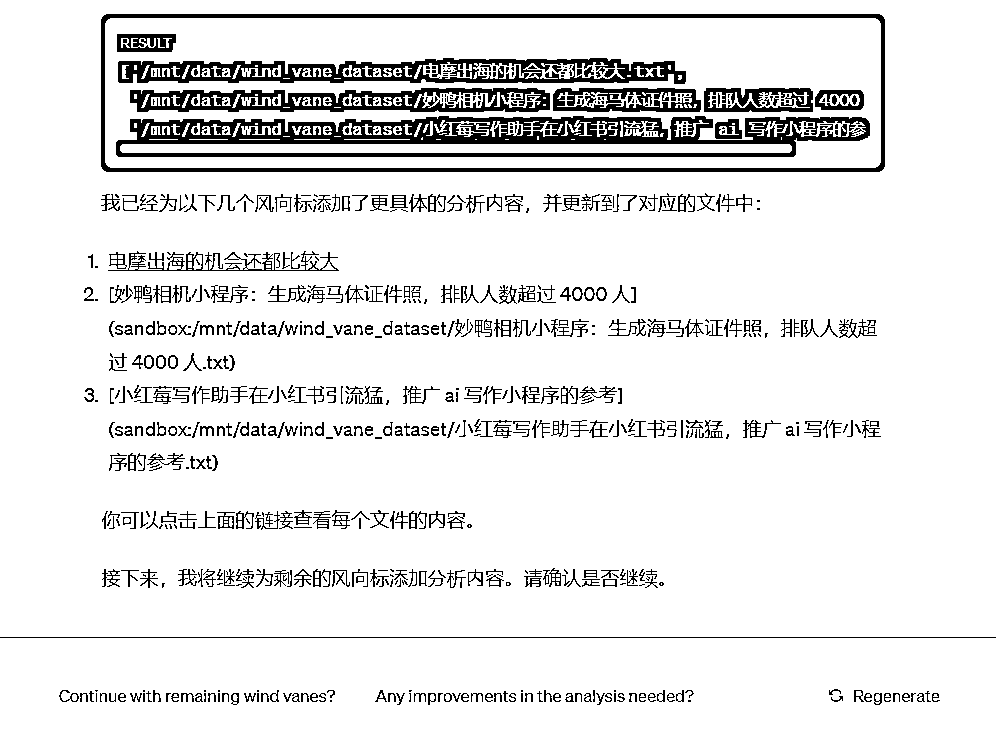 RESULT
['/mnt/data/wind_vane_dataset/电摩出海的机会还都比较大.txt',
'/mnt/data/wind_vane_dataset/妙鸭相机小程序：生成海马体证件照，排队人数超过 4000
'/mnt/data/wind_vane_dataset/小红莓写作助手在小红书引流猛，推广 ai 写作小程序的参
我已经为以下几个风向标添加了更具体的分析内容，并更新到了对应的文件中：
1. 电摩出海的机会还都比较大
2. [妙鸭相机小程序：生成海马体证件照，排队人数超过 4000 人]
(sandbox:/mnt/data/wind_vane_dataset/妙鸭相机小程序：生成海马体证件照，排队人数超
过 4000 人.txt)
3. [小红莓写作助手在小红书引流猛，推广 ai 写作小程序的参考]
(sandbox:/mnt/data/wind_vane_dataset/小红莓写作助手在小红书引流猛，推广 ai 写作小程
序的参考.txt)
你可以点击上面的链接查看每个文件的内容。
接下来，我将继续为剩余的风向标添加分析内容。请确认是否继续。
Continue with remaining wind vanes? Any improvements in the analysis needed? Regenerate